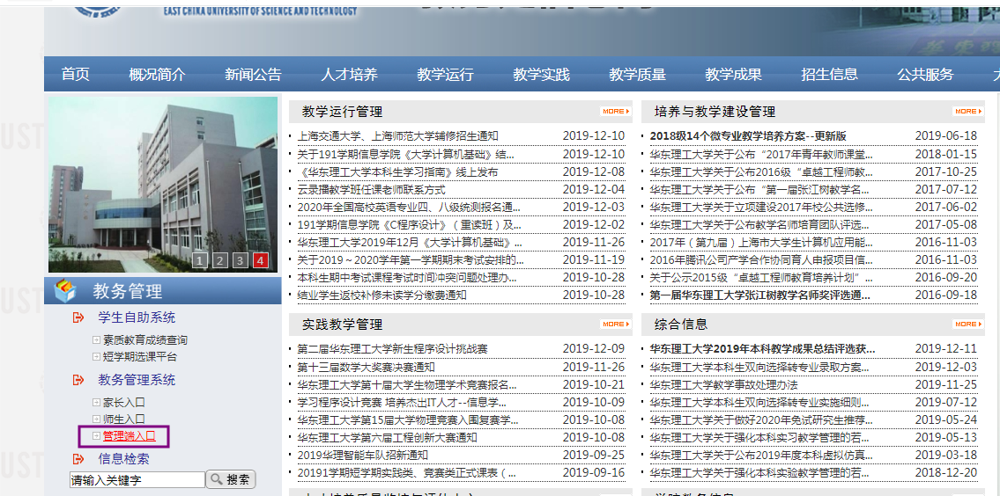 EAST CHINA UNIVERSITY OF SCIENCE AND TECHNOLOGY
首页 概况简介 新闻公告 人才培养 教学运行 教学实践 教学质量 教学成果 招生信息 公共服务
1 2 3 4
教务管理
学生自助系统
素质教育成绩查询
短学期选课平台
教务管理系统
家长入口
师生入口
管理端入口
信息检索
请输入关键字 搜索
教学运行管理 MORE
上海交通大学、上海师范大学辅修招生通知 2019-12-10
关于191学期信息学院《大学计算机基础》结... 2019-12-10
《华东理工大学本科生学习指南》线上发布 2019-12-08
云录播教学班任课老师联系方式 2019-12-04
2020年全国高校英语专业四、八级统测报名通... 2019-12-03
191学期信息学院《C程序设计》（重读班）及... 2019-12-02
华东理工大学2019年12月《大学计算机基础》... 2019-11-26
关于2019～2020学年第一学期期末考试安排的... 2019-11-19
本科生期中考试课程考试时间冲突问题处理办... 2019-10-28
结业学生返校补修未读学分缴费通知 2019-10-28
实践教学管理 MORE
第二届华东理工大学新生程序设计挑战赛 2019-12-09
第十三届数学大奖赛决赛通知 2019-11-26
华东理工大学第十届大学生物理学术竞赛报名... 2019-10-21
学习程序设计竞赛 培养杰出IT人才--信息学... 2019-10-09
华东理工大学第15届大学物理竞赛入围复赛学... 2019-10-08
华东理工大学第六届工程创新大赛通知 2019-10-08
2019华理智能车队招新通知 2019-09-25
20191学期短学期实践类、竞赛类正式课表（... 2019-09-16
培养与教学建设管理 MORE
2018级14个微专业教学培养方案--更新版 2019-06-18
华东理工大学关于公布“2017年青年教师课堂... 2018-01-15
华东理工大学关于公布2016级“卓越工程师教... 2017-10-25
华东理工大学关于公布“第一届张江树教学名... 2017-07-12
华东理工大学关于立项建设2017年校公共选修... 2017-06-02
华东理工大学关于公布教学名师培育团队评选... 2017-05-08
2017年（第九届）上海市大学生计算机应用能... 2016-11-03
2016年腾讯公司产学合作协同育人申报项目信... 2016-11-03
关于公示2015级“卓越工程师教育培养计划”... 2016-09-20
第一届华东理工大学张江树教学名师奖评选通... 2016-09-18
综合信息 MORE
华东理工大学2019年本科教学成果总结评选获... 2019-12-11
华东理工大学本科生双向选择转专业录取方案... 2019-12-03
华东理工大学教学事故处理办法 2019-11-25
华东理工大学本科生双向选择转专业实施细则... 2019-07-12
华东理工大学关于做好2020年免试研究生推荐... 2019-05-24
华东理工大学关于强化本科实习教学管理的若... 2019-05-13
华东理工大学关于公布2019年度本科虚拟仿真... 2019-03-18
华东理工大学关于强化本科实验教学管理的若... 2018-12-20